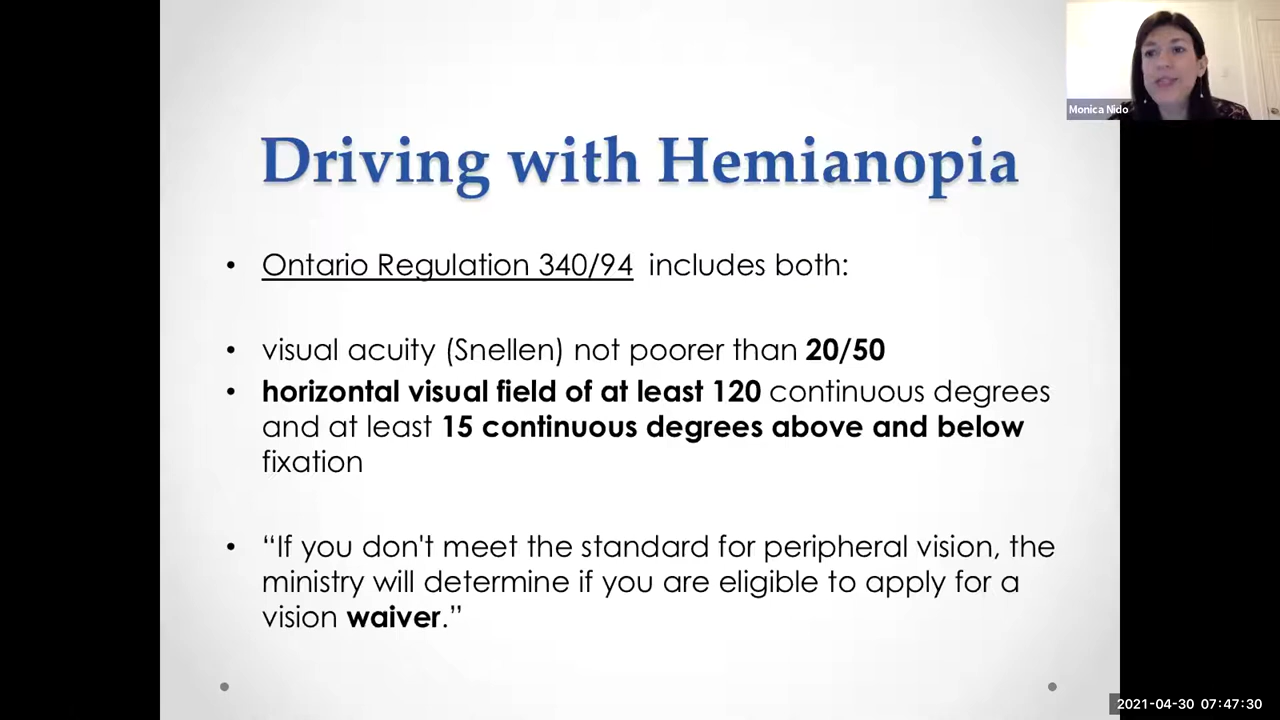 Monica Nido
Driving with Hemianopia
• Ontario Regulation 340/94 includes both:
• visual acuity (Snellen) not poorer than 20/50
• horizontal visual field of at least 120 continuous degrees
and at least 15 continuous degrees above and below
fixation
• “If you don't meet the standard for peripheral vision, the
ministry will determine if you are eligible to apply for a
vision waiver.”
2021-04-30 07:47:30